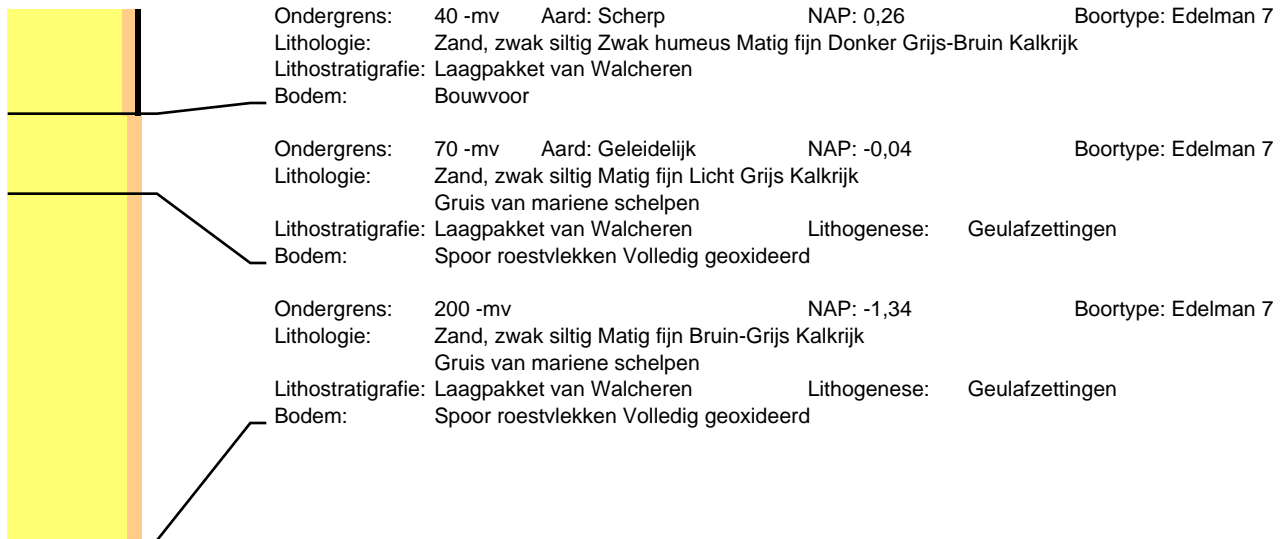 Ondergrens: 40 -mv Aard: Scherp NAP: 0,26 Boortype: Edelman 7
Lithologie: Zand, zwak siltig Zwak humeus Matig fijn Donker Grijs-Bruin Kalkrijk
Lithostratigrafie: Laagpakket van Walcheren
Bodem: Bouwvoor
Ondergrens: 70 -mv Aard: Geleidelijk NAP: -0,04 Boortype: Edelman 7
Lithologie: Zand, zwak siltig Matig fijn Licht Grijs Kalkrijk
Gruis van mariene schelpen
Lithostratigrafie: Laagpakket van Walcheren Lithogenese: Geulafzettingen
Bodem: Spoor roestvlekken Volledig geoxideerd
Ondergrens: 200 -mv NAP: -1,34 Boortype: Edelman 7
Lithologie: Zand, zwak siltig Matig fijn Bruin-Grijs Kalkrijk
Gruis van mariene schelpen
Lithostratigrafie: Laagpakket van Walcheren Lithogenese: Geulafzettingen
Bodem: Spoor roestvlekken Volledig geoxideerd